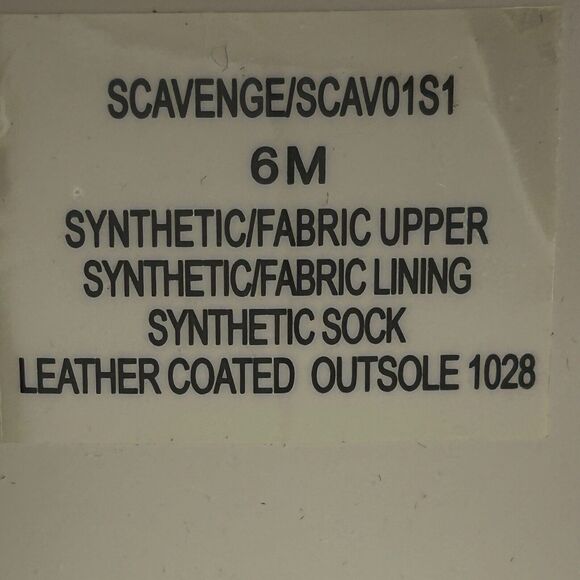 SCAVENGE/SCAV01S1
6M
SYNTHETIC/FABRIC UPPER
SYNTHETIC/FABRIC LINING
SYNTHETIC SOCK
LEATHER COATED OUTSOLE 1028